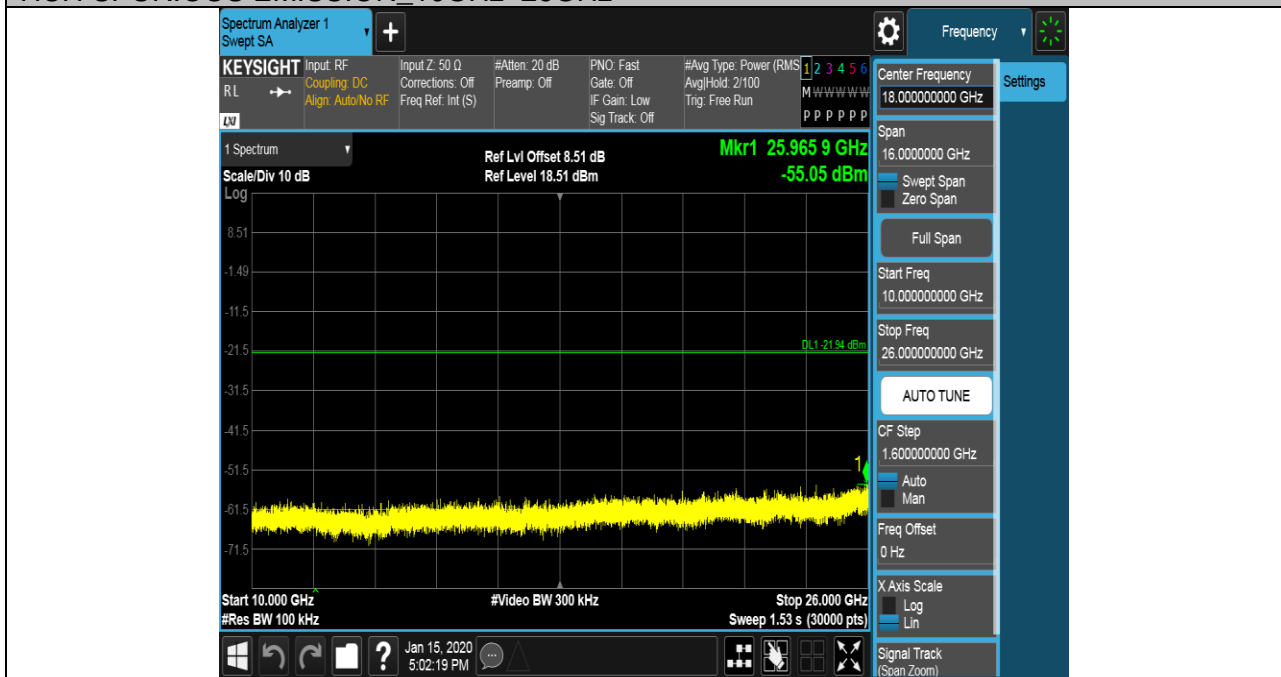 Spectrum Analyzer 1
Swept SA
Frequency
KEYSIGHT
RL
LXI
Input: RF
Coupling: DC
Align: Auto/No RF
Input Z: 50 Ω
Corrections: Off
Freq Ref: Int (S)
#Atten: 20 dB
Preamp: Off
PNO: Fast
Gate: Off
IF Gain: Low
Sig Track: Off
#Avg Type: Power (RMS
Avg|Hold: 2/100
Trig: Free Run
1 2 3 4 5 6
M W W W W W
P P P P P P
Center Frequency
18.000000000 GHz
Settings
Span
16.0000000 GHz
Swept Span
Zero Span
Full Span
Start Freq
10.000000000 GHz
Stop Freq
26.000000000 GHz
AUTO TUNE
CF Step
1.600000000 GHz
Auto
Man
Freq Offset
0 Hz
X Axis Scale
Log
Lin
Signal Track
(Span Zoom)
1 Spectrum
Scale/Div 10 dB
Log
Ref Lvl Offset 8.51 dB
Ref Level 18.51 dBm
Mkr1 25.965 9 GHz
-55.05 dBm
8.51
-1.49
-11.5
-21.5
DL1 -21.94 dBm
-31.5
-41.5
-51.5
1
-61.5
-71.5
Start 10.000 GHz
#Video BW 300 kHz
Stop 26.000 GHz
#Res BW 100 kHz
Sweep 1.53 s (30000 pts)
?
Jan 15, 2020
5:02:19 PM